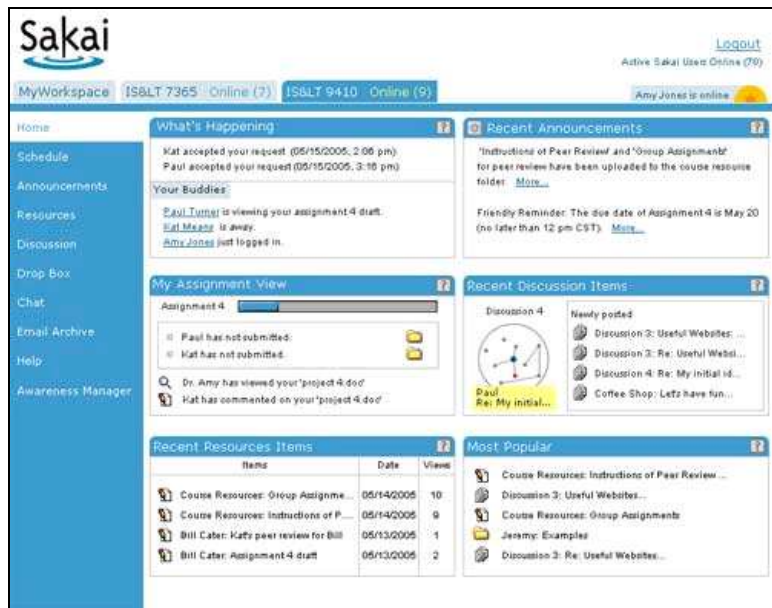 Sakai
Logout
Active Sakai Users Online (70)
MyWorkspace IS&LT 7365 Online (7) IS&LT 9410 Online (9)
Amy Jones is online
Home
Schedule
Announcements
Resources
Discussion
Drop Box
Chat
Email Archive
Help
Awareness Manager
What's Happening ?
Kat accepted your request (05/15/2005, 2:06 pm)
Paul accepted your request (05/15/2005, 3:16 pm)
Your Buddies
Paul Turner is viewing your assignment 4 draft.
Kat Means is away.
Amy Jones just logged in.
Recent Announcements ?
'Instructions of Peer Review' and 'Group Assignments'
for peer review have been uploaded to the course resource
folder. More...
Friendly Reminder: The due date of Assignment 4 is May 20
(no later than 12 pm CST). More...
My Assignment View ?
Assignment 4
Paul has not submitted.
Kat has not submitted.
Dr. Amy has viewed your 'project 4.doc'
Kat has commented on your 'project 4.doc'
Recent Discussion Items ?
Discussion 4
Paul
Re: My initial...
Newly posted
Discussion 3: Useful Websites: ...
Discussion 3: Re: Useful Websi...
Discussion 4: Re: My initial id...
Coffee Shop: Let's have fun...
Recent Resources Items ?
Items Date Views
Course Resources: Group Assignme... 05/14/2005 10
Course Resources: Instructions of P.... 05/14/2005 9
Bill Cater: Kat's peer review for Bill 05/13/2005 1
Bill Cater: Assignment 4 draft 05/13/2005 2
Most Popular ?
Course Resources: Instructions of Peer Review ...
Discussion 3: Useful Websites...
Course Resources: Group Assignments
Jeremy: Examples
Discussion 3: Re: Useful Websites...